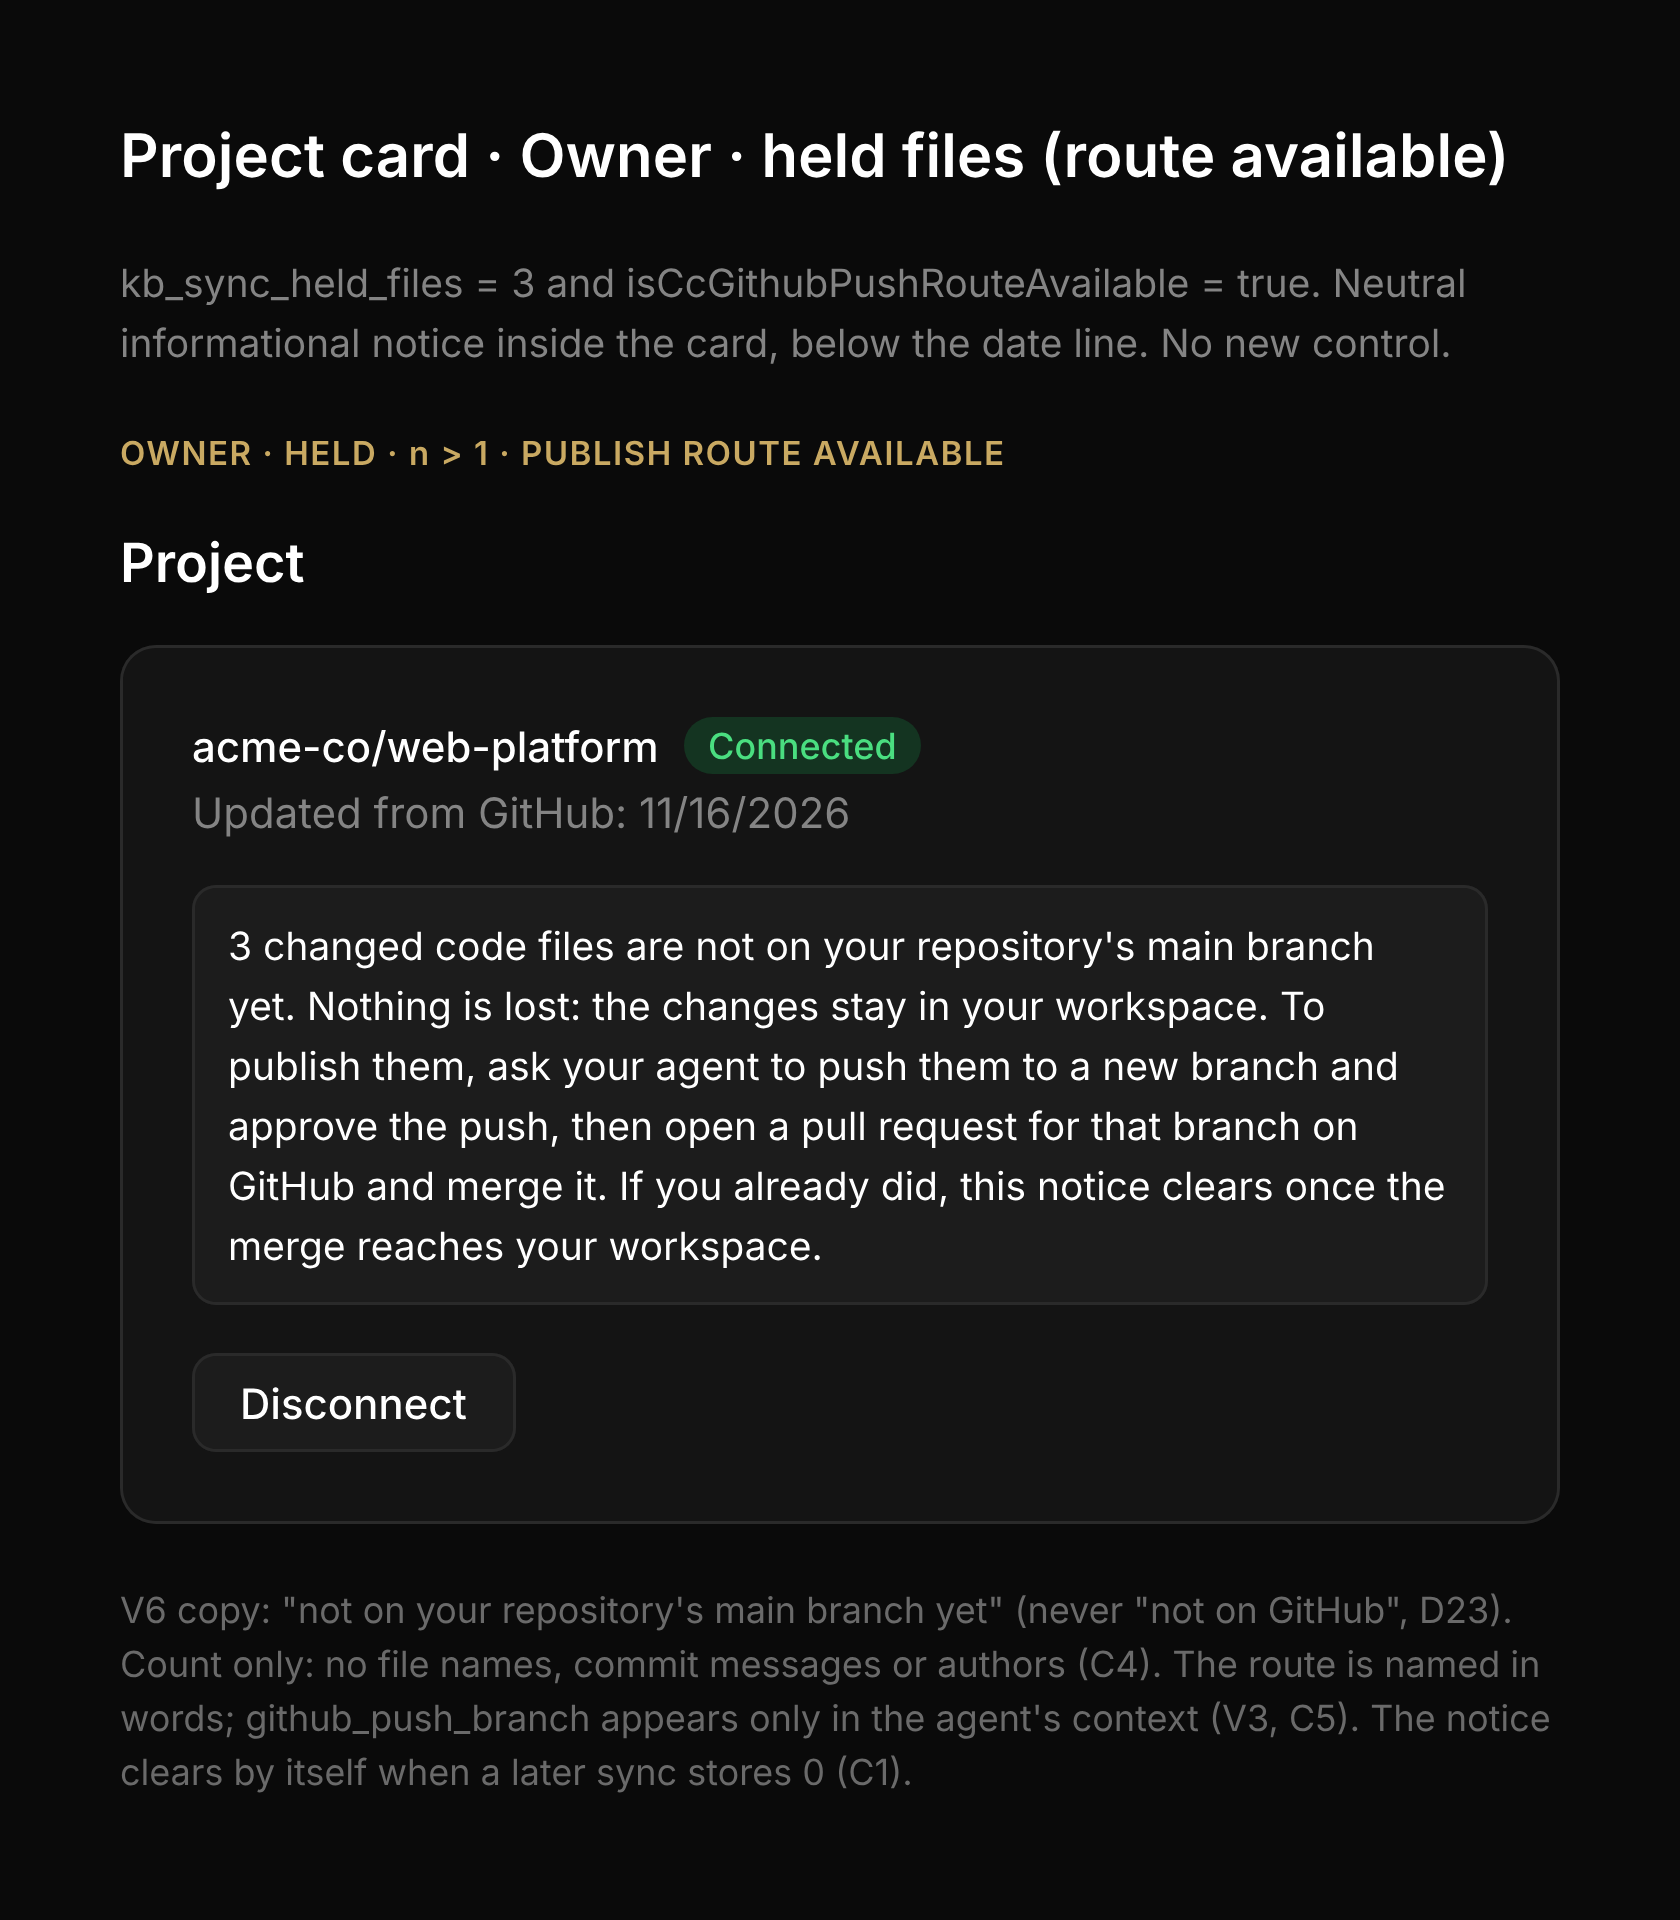 Project card · Owner · held files (route available)
kb_sync_held_files = 3 and isCcGithubPushRouteAvailable = true. Neutral
informational notice inside the card, below the date line. No new control.
OWNER · HELD · n > 1 · PUBLISH ROUTE AVAILABLE
Project
acme-co/web-platform Connected
Updated from GitHub: 11/16/2026
3 changed code files are not on your repository's main branch
yet. Nothing is lost: the changes stay in your workspace. To
publish them, ask your agent to push them to a new branch and
approve the push, then open a pull request for that branch on
GitHub and merge it. If you already did, this notice clears once the
merge reaches your workspace.
Disconnect
V6 copy: "not on your repository's main branch yet" (never "not on GitHub", D23).
Count only: no file names, commit messages or authors (C4). The route is named in
words; github_push_branch appears only in the agent's context (V3, C5). The notice
clears by itself when a later sync stores 0 (C1).